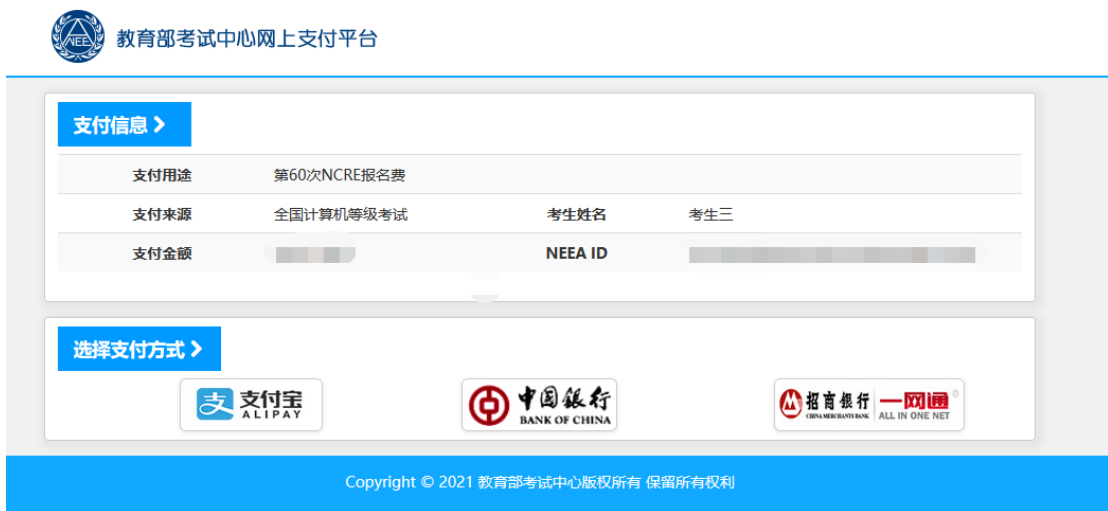 NEE
教育部考试中心网上支付平台
支付信息
支付用途 第60次NCRE报名费
支付来源 全国计算机等级考试 考生姓名 考生三
支付金额 NEEA ID
选择支付方式
支 支付宝 ALIPAY
中国银行 BANK OF CHINA
招商银行 CHINA MERCHANTS BANK 一网通® ALL IN ONE NET
Copyright © 2021 教育部考试中心版权所有 保留所有权利